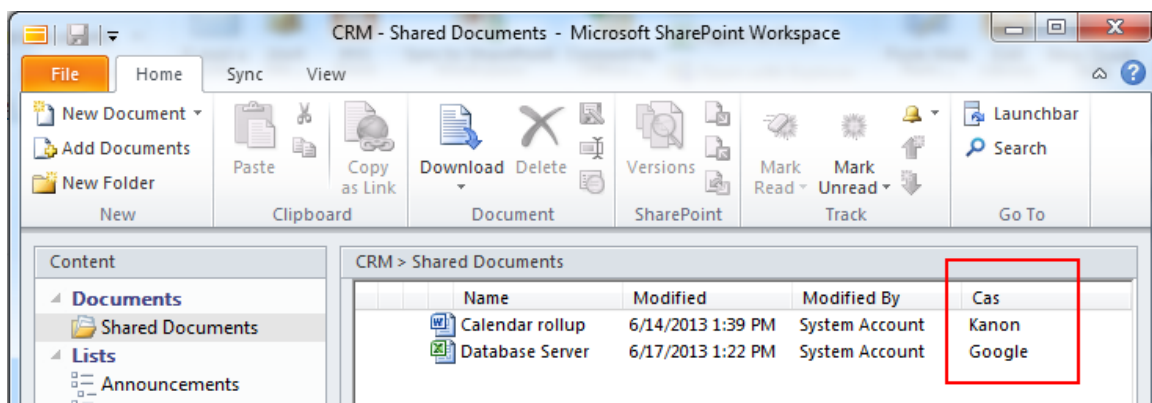 CRM - Shared Documents - Microsoft SharePoint Workspace
File Home Sync View
New Document
Add Documents
New Folder
New
Paste
Clipboard
Copy
as Link
Download Delete
Document
Versions
SharePoint
Mark
Read
Mark
Unread
Track
Launchbar
Search
Go To
Content
Documents
Shared Documents
Lists
Announcements
CRM > Shared Documents
Name Modified Modified By Cas
Calendar rollup 6/14/2013 1:39 PM System Account Kanon
Database Server 6/17/2013 1:22 PM System Account Google